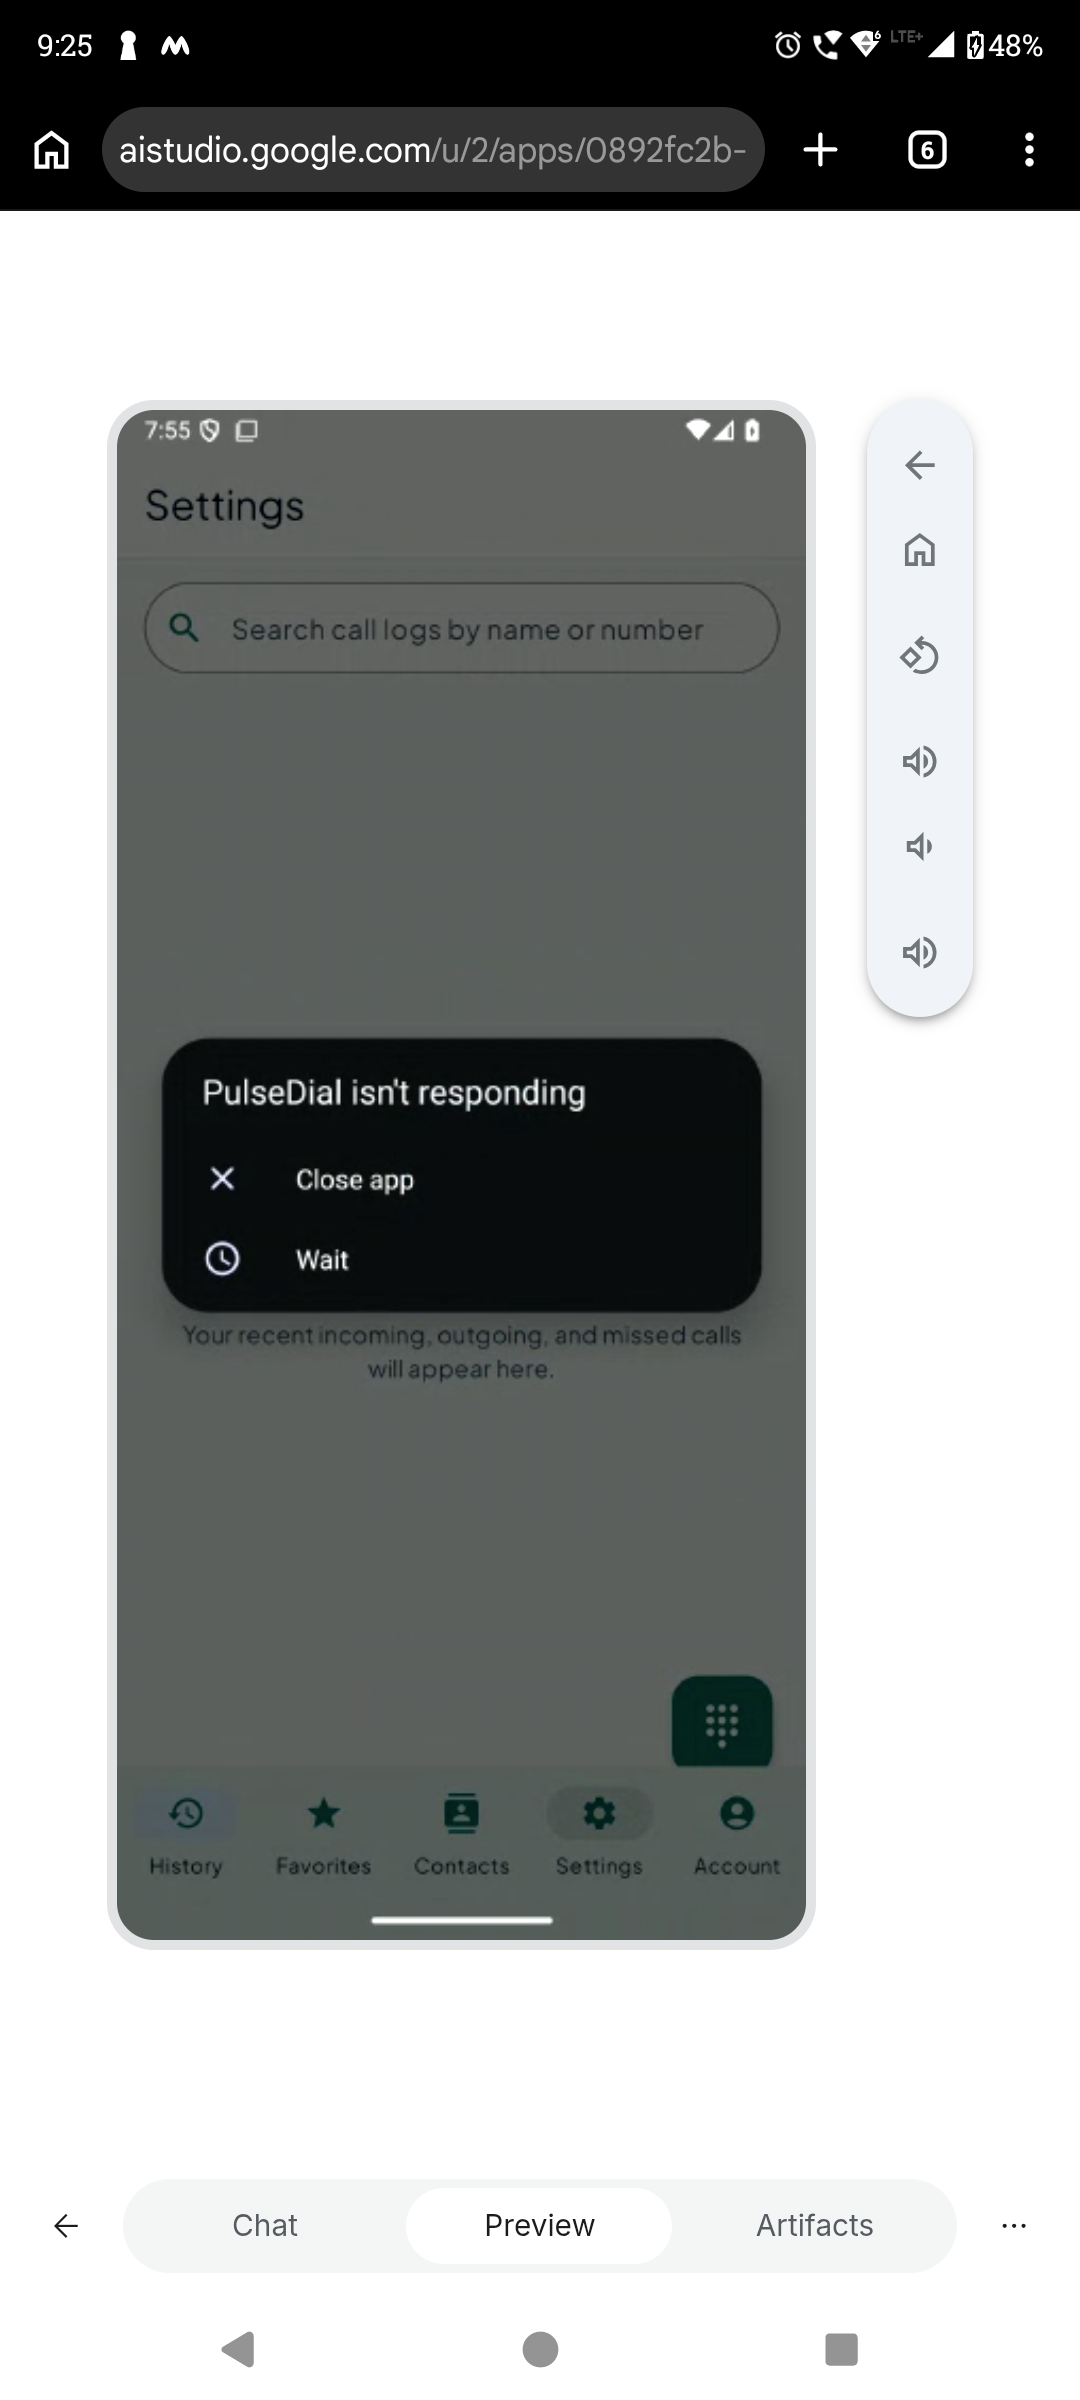 9:25
LTE+
48%
aistudio.google.com/u/2/apps/0892fc2b-
6
7:55
Settings
Search call logs by name or number
PulseDial isn't responding
Close app
Wait
Your recent incoming, outgoing, and missed calls
will appear here.
History Favorites Contacts Settings Account
Chat Preview Artifacts